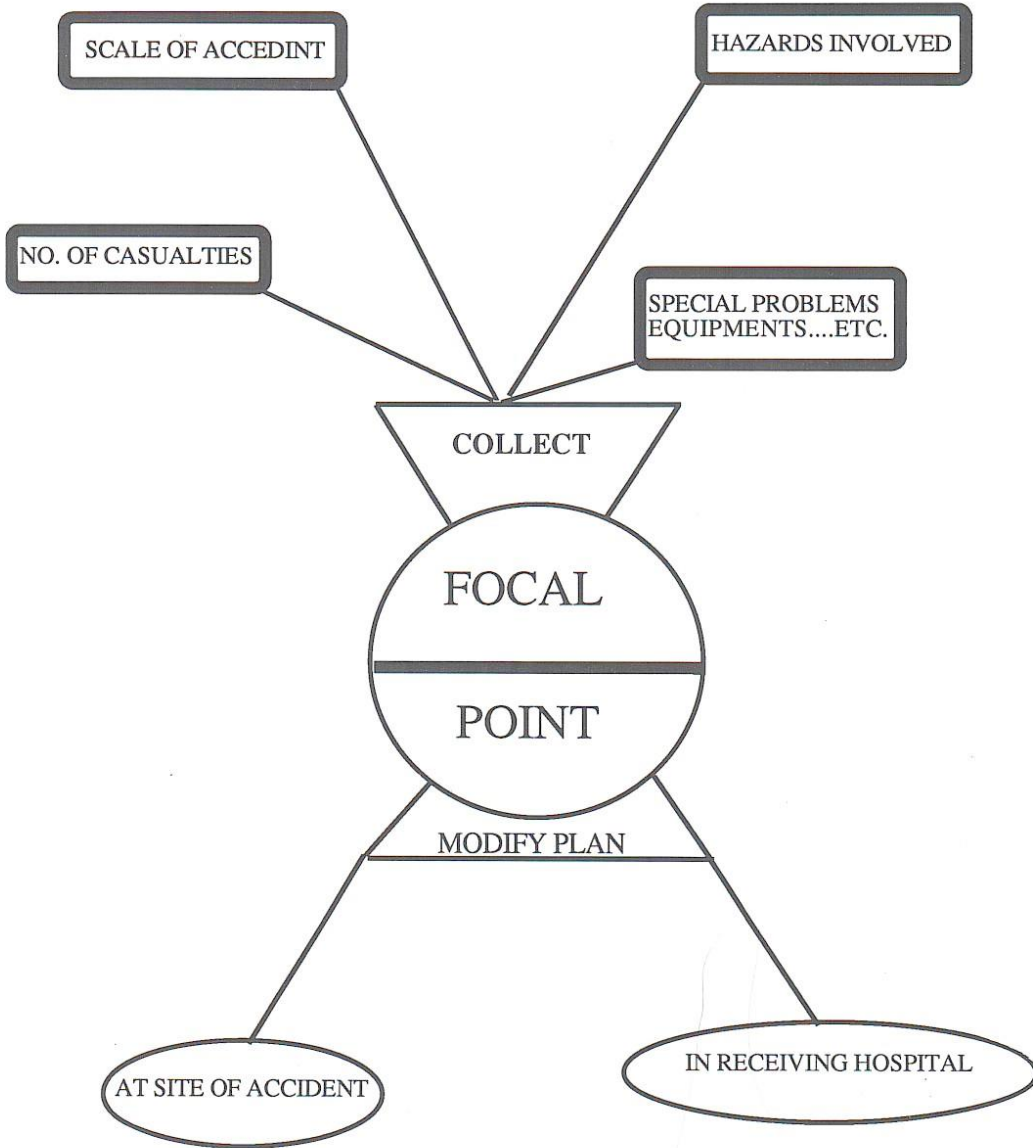 SCALE OF ACCEDINT
HAZARDS INVOLVED
NO. OF CASUALTIES
SPECIAL PROBLEMS
EQUIPMENTS....ETC.
COLLECT
FOCAL
POINT
MODIFY PLAN
AT SITE OF ACCIDENT
IN RECEIVING HOSPITAL